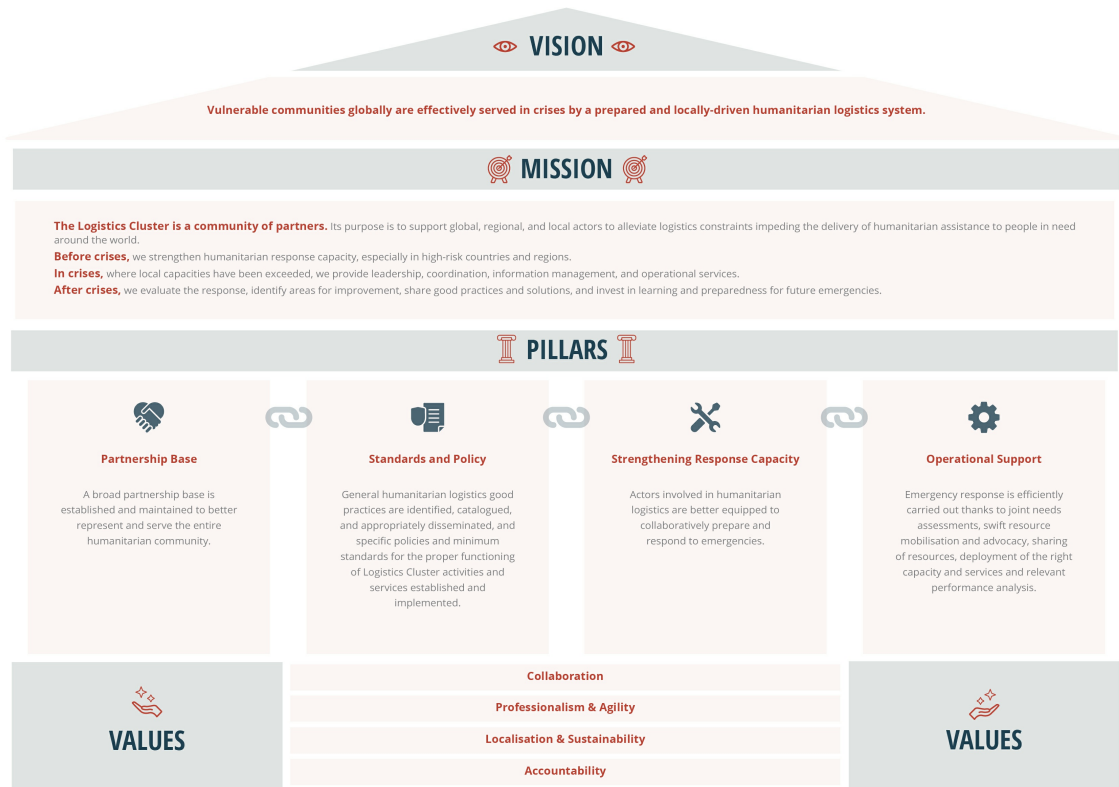 VISION
Vulnerable communities globally are effectively served in crises by a prepared and locally-driven humanitarian logistics system.
MISSION
The Logistics Cluster is a community of partners. Its purpose is to support global, regional, and local actors to alleviate logistics constraints impeding the delivery of humanitarian assistance to people in need
around the world.
Before crises, we strengthen humanitarian response capacity, especially in high-risk countries and regions.
In crises, where local capacities have been exceeded, we provide leadership, coordination, information management, and operational services.
After crises, we evaluate the response, identify areas for improvement, share good practices and solutions, and invest in learning and preparedness for future emergencies.
PILLARS
Partnership Base
A broad partnership base is
established and maintained to better
represent and serve the entire
humanitarian community.
Standards and Policy
General humanitarian logistics good
practices are identified, catalogued,
and appropriately disseminated, and
specific policies and minimum
standards for the proper functioning
of Logistics Cluster activities and
services established and
implemented.
Strengthening Response Capacity
Actors involved in humanitarian
logistics are better equipped to
collaboratively prepare and
respond to emergencies.
Operational Support
Emergency response is efficiently
carried out thanks to joint needs
assessments, swift resource
mobilisation and advocacy, sharing
of resources, deployment of the right
capacity and services and relevant
performance analysis.
VALUES
Collaboration
Professionalism & Agility
Localisation & Sustainability
Accountability
VALUES